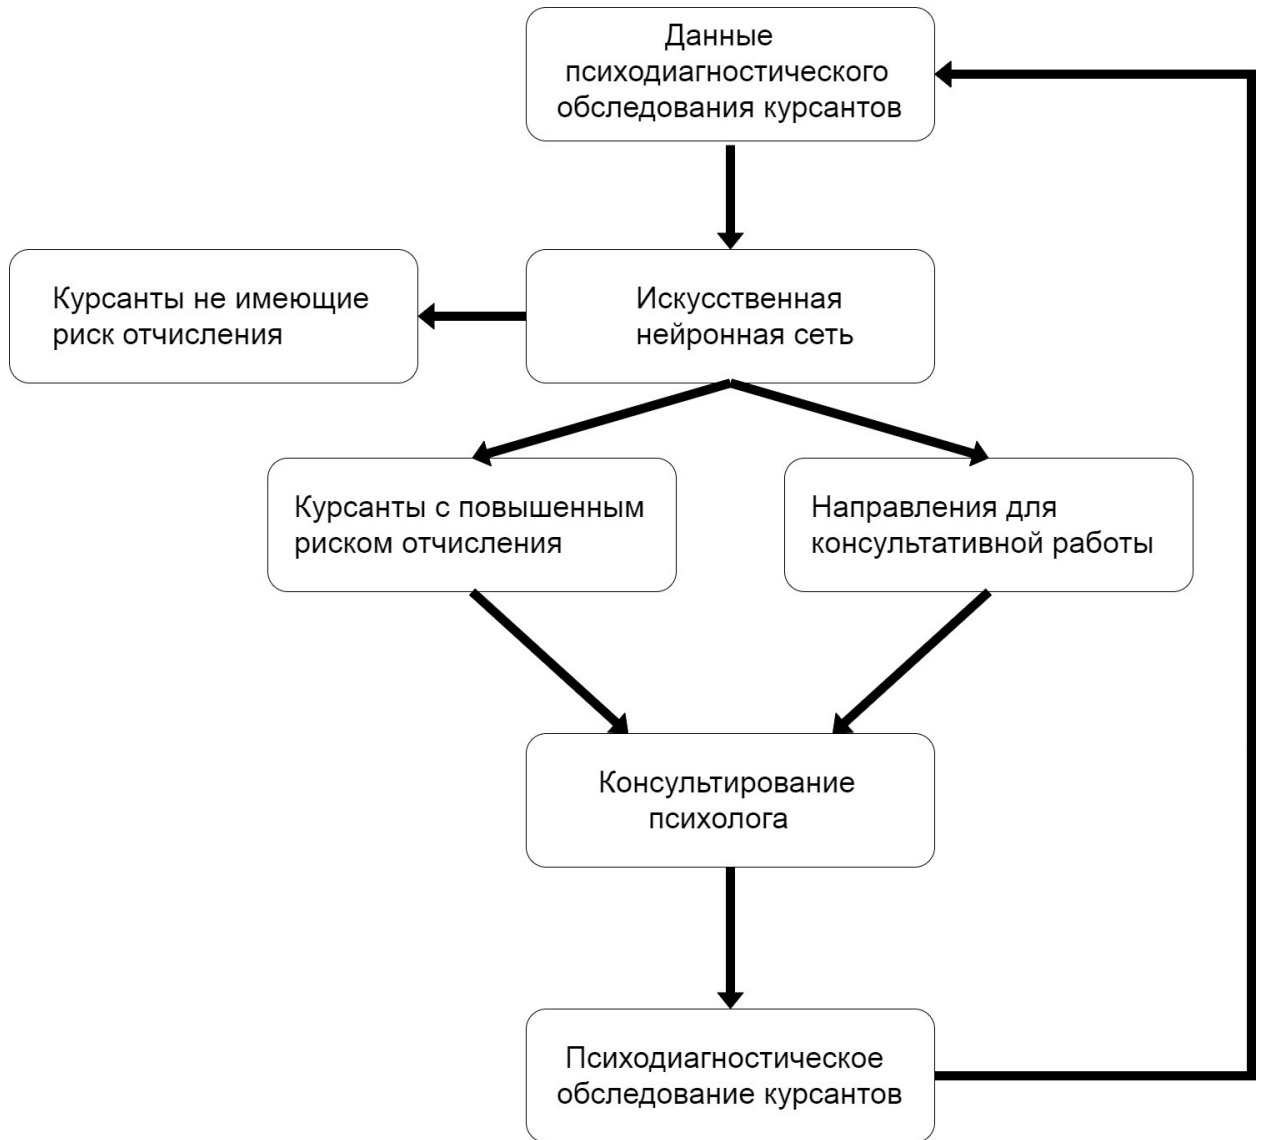 Данные
психодиагностического
обследования курсантов
Курсанты не имеющие
риск отчисления
Искусственная
нейронная сеть
Курсанты с повышенным
риском отчисления
Направления для
консультативной работы
Консультирование
психолога
Психодиагностическое
обследование курсантов